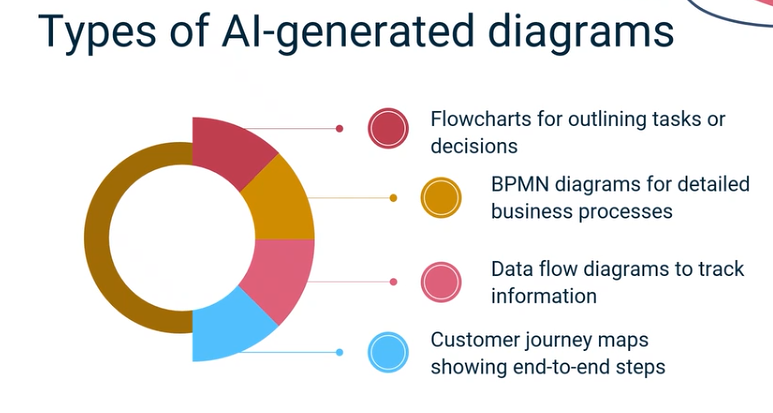 Types of AI-generated diagrams
Flowcharts for outlining tasks or
decisions
BPMN diagrams for detailed
business processes
Data flow diagrams to track
information
Customer journey maps
showing end-to-end steps